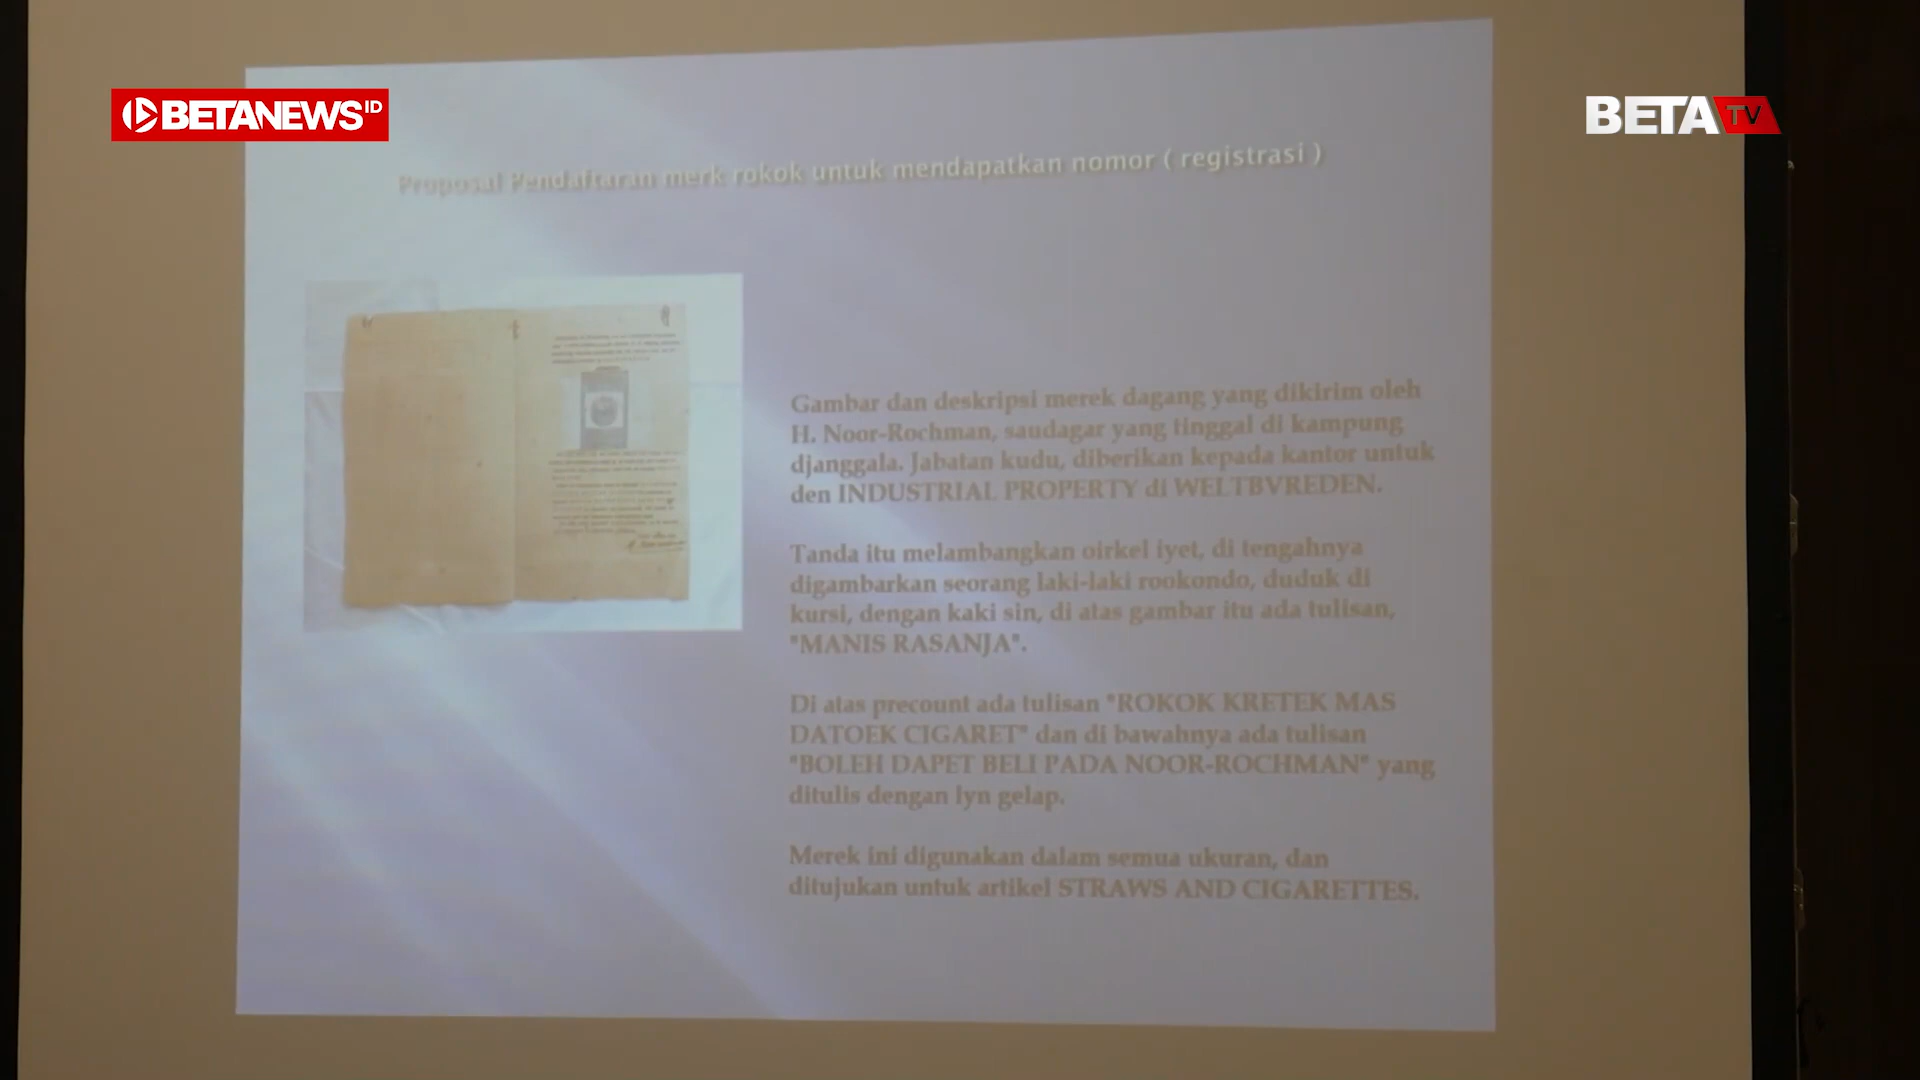 BETANEWS ID
BETA TV
Proposal Pendaftaran merk rokok untuk mendapatkan nomor ( registrasi )
Gambar dan deskripsi merek dagang yang dikirim oleh
H. Noor-Rochman, saudagar yang tinggal di kampung
djanggala. Jabatan kudu, diberikan kepada kantor untuk
den INDUSTRIAL PROPERTY di WELTBVREDEN.
Tanda itu melambangkan oirkel iyet, di tengahnya
digambarkan seorang laki-laki rookondo, duduk di
kursi, dengan kaki sin, di atas gambar itu ada tulisan,
"MANIS RASANJA".
Di atas precount ada tulisan "ROKOK KRETEK MAS
DATOEK CIGARET" dan di bawahnya ada tulisan
"BOLEH DAPET BELI PADA NOOR-ROCHMAN" yang
ditulis dengan lyn gelap.
Merek ini digunakan dalam semua ukuran, dan
ditujukan untuk artikel STRAWS AND CIGARETTES.